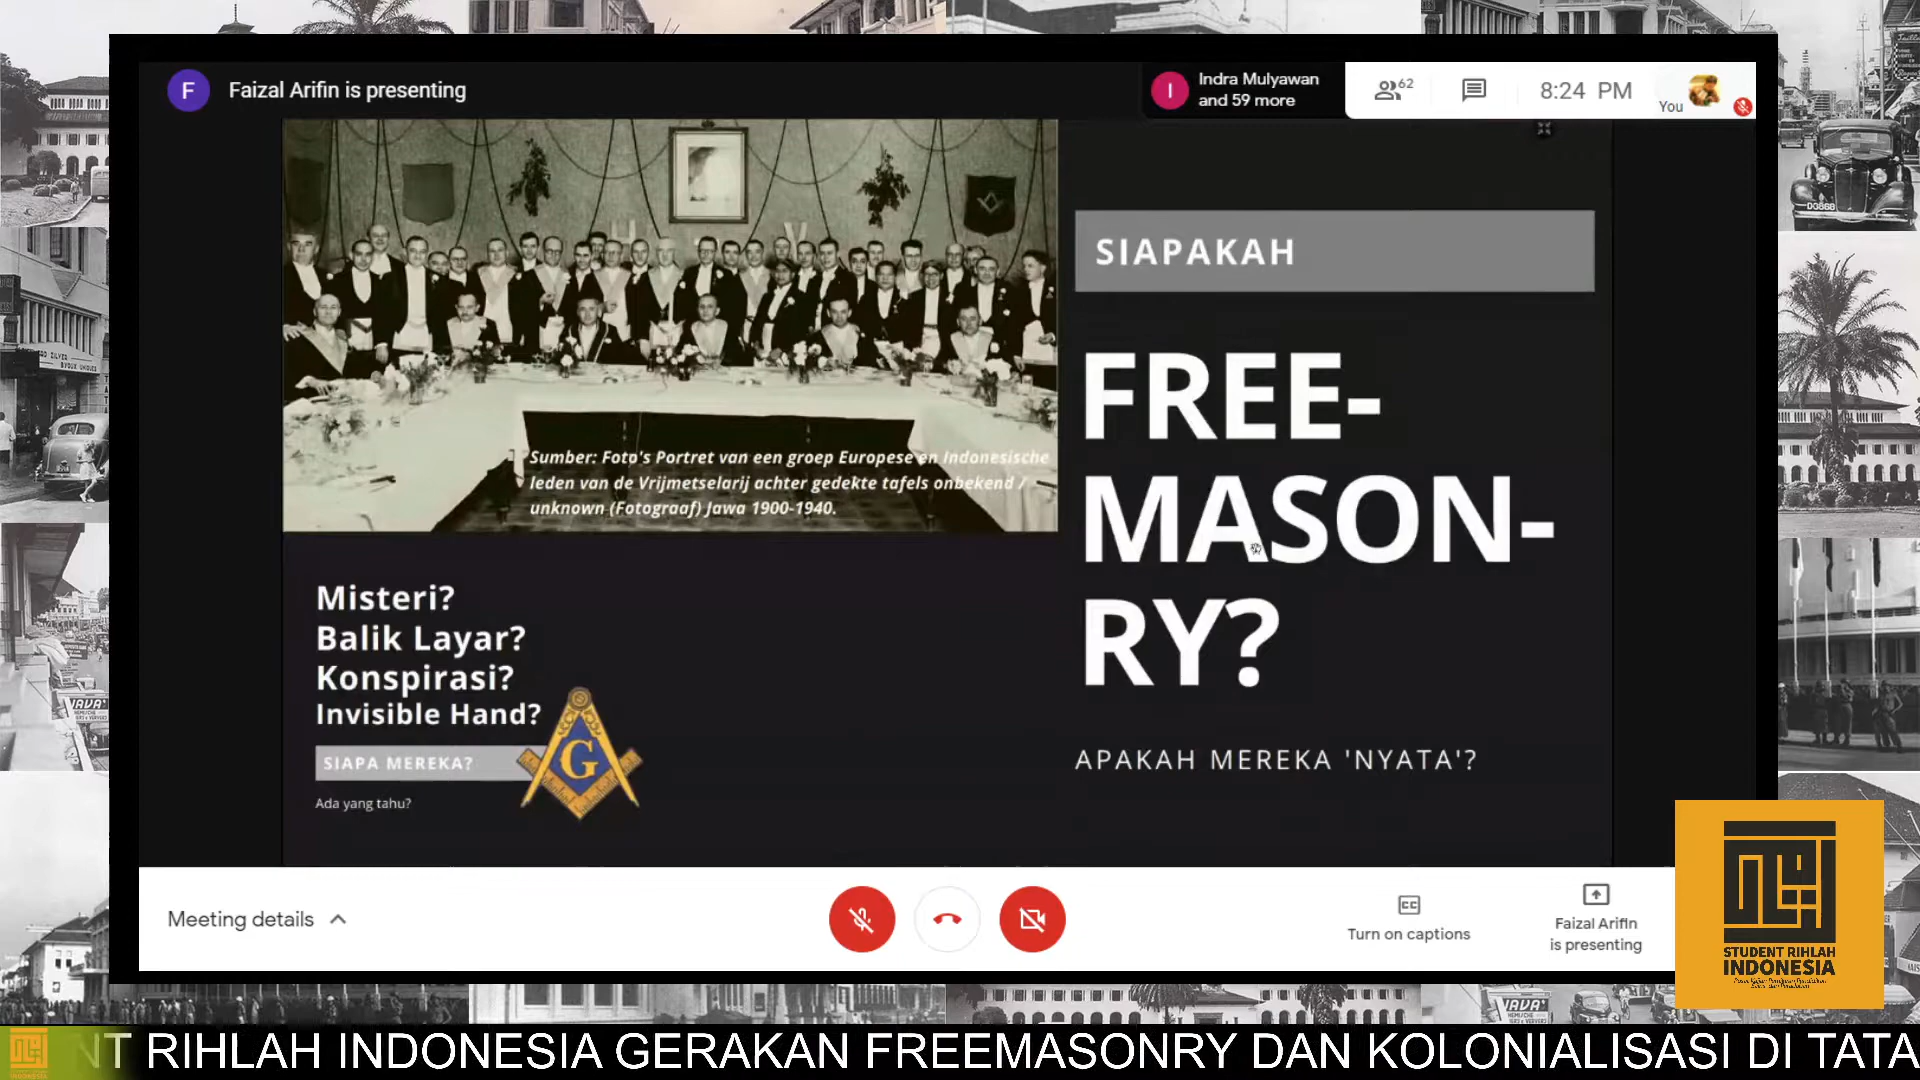 F
Faizal Arifin is presenting
I
Indra Mulyawan
and 59 more
62
8:24 PM
You
Sumber: Foto's Portret van een groep Europese en Indonesische
leden van de Vrijmetselarij achter gedekte tafels onbekend /
unknown (Fotograaf) Jawa 1900-1940.
SIAPAKAH
FREE-
MASON-
RY?
APAKAH MEREKA 'NYATA'?
Misteri?
Balik Layar?
Konspirasi?
Invisible Hand?
SIAPA MEREKA?
Ada yang tahu?
G
Meeting details
CC
Turn on captions
Faizal Arifin
is presenting
STUDENT RIHLAH
INDONESIA
NT RIHLAH INDONESIA GERAKAN FREEMASONRY DAN KOLONIALISASI DI TATA